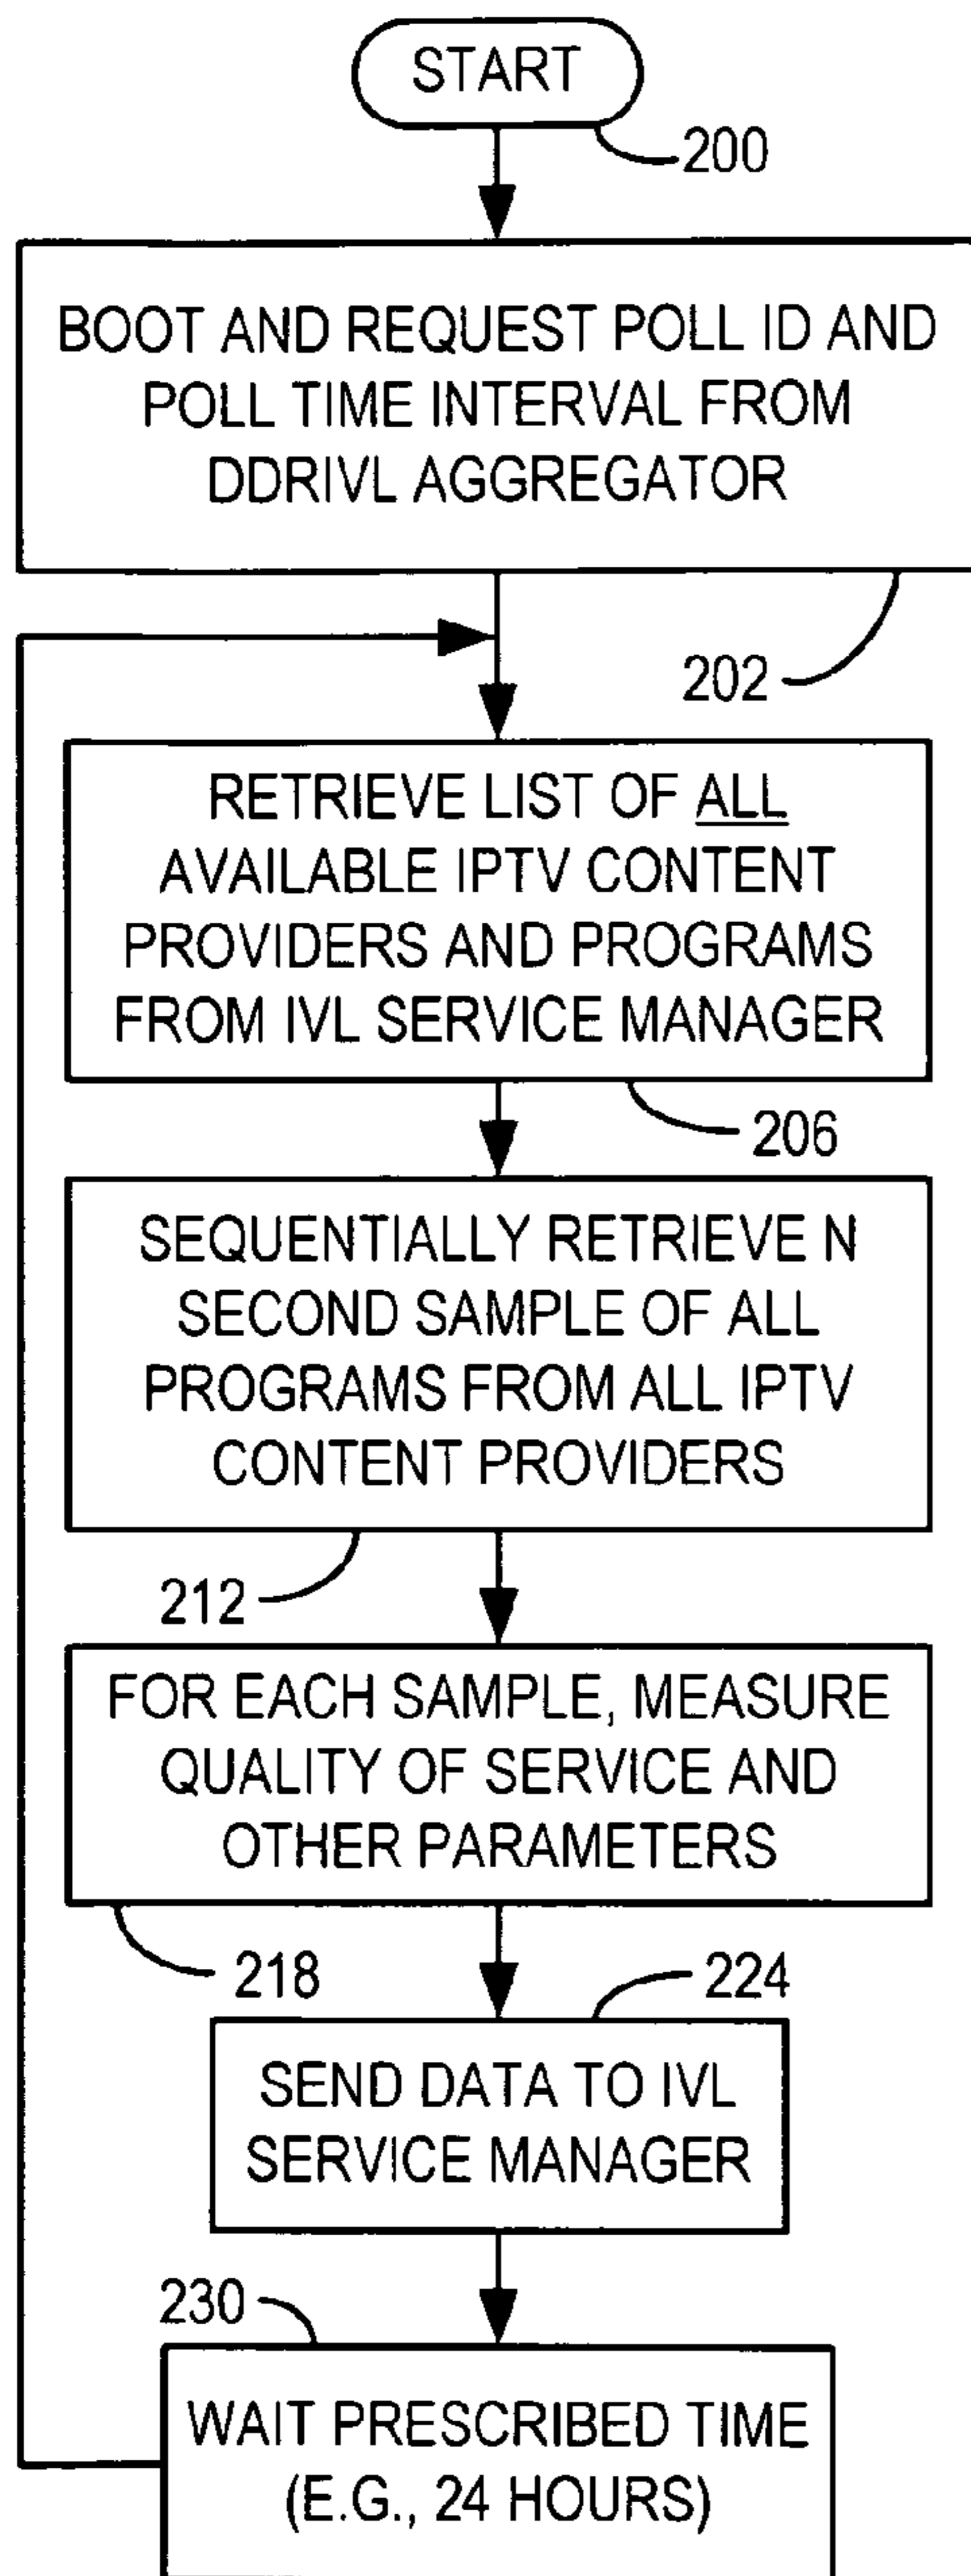 START
200
BOOT AND REQUEST POLL ID AND
POLL TIME INTERVAL FROM
DDRIVL AGGREGATOR
202
RETRIEVE LIST OF ALL
AVAILABLE IPTV CONTENT
PROVIDERS AND PROGRAMS
FROM IVL SERVICE MANAGER
206
SEQUENTIALLY RETRIEVE N
SECOND SAMPLE OF ALL
PROGRAMS FROM ALL IPTV
CONTENT PROVIDERS
212
FOR EACH SAMPLE, MEASURE
QUALITY OF SERVICE AND
OTHER PARAMETERS
218
224
SEND DATA TO IVL
SERVICE MANAGER
230
WAIT PRESCRIBED TIME
(E.G., 24 HOURS)